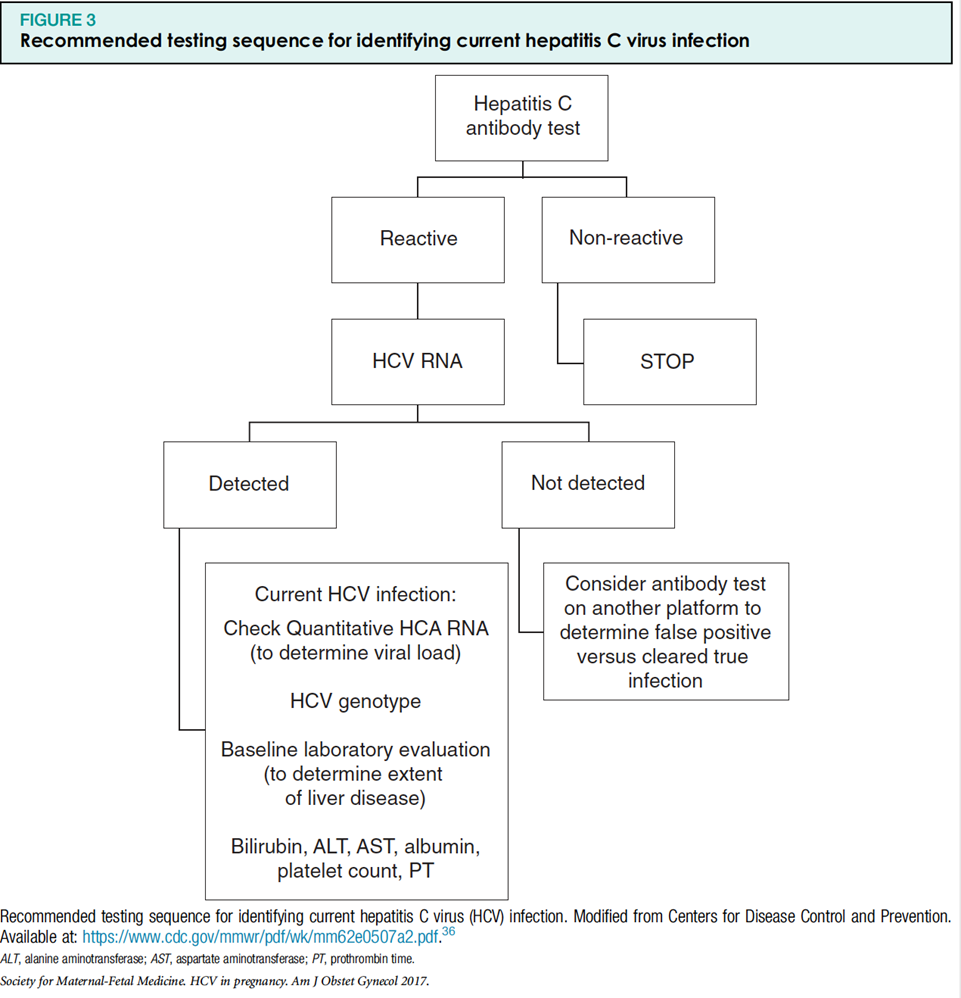 FIGURE 3
Recommended testing sequence for identifying current hepatitis C virus infection
Hepatitis C
antibody test
Reactive
Non-reactive
HCV RNA
STOP
Detected
Not detected
Current HCV infection:
Check Quantitative HCA RNA
(to determine viral load)
HCV genotype
Baseline laboratory evaluation
(to determine extent
of liver disease)
Bilirubin, ALT, AST, albumin,
platelet count, PT
Consider antibody test
on another platform to
determine false positive
versus cleared true
infection
Recommended testing sequence for identifying current hepatitis C virus (HCV) infection. Modified from Centers for Disease Control and Prevention.
Available at: https://www.cdc.gov/mmwr/pdf/wk/mm62e0507a2.pdf.36
ALT, alanine aminotransferase; AST, aspartate aminotransferase; PT, prothrombin time.
Society for Maternal-Fetal Medicine. HCV in pregnancy. Am J Obstet Gynecol 2017.